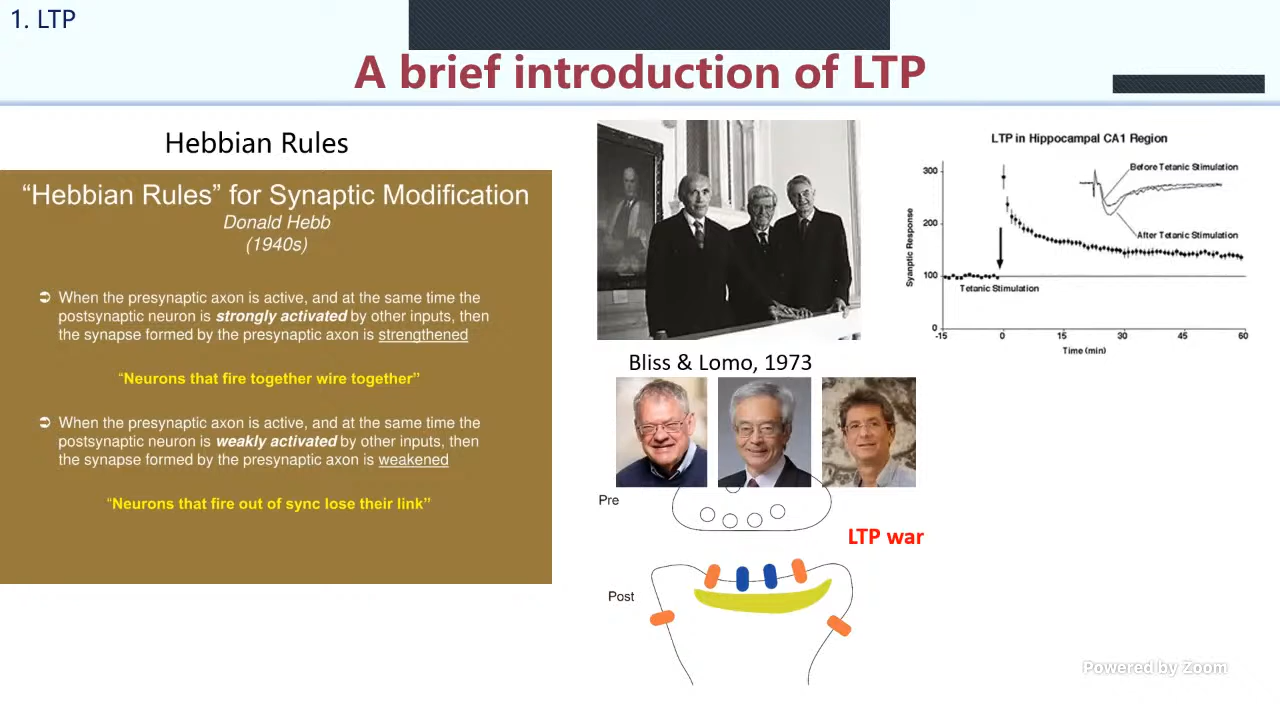 1. LTP
A brief introduction of LTP
Hebbian Rules
“Hebbian Rules” for Synaptic Modification
Donald Hebb
(1940s)
When the presynaptic axon is active, and at the same time the
postsynaptic neuron is strongly activated by other inputs, then
the synapse formed by the presynaptic axon is strengthened
“Neurons that fire together wire together”
When the presynaptic axon is active, and at the same time the
postsynaptic neuron is weakly activated by other inputs, then
the synapse formed by the presynaptic axon is weakened
“Neurons that fire out of sync lose their link”
Bliss & Lomo, 1973
Pre
LTP war
Post
LTP in Hippocampal CA1 Region
300
200
100
0
Synaptic Response
Before Tetanic Stimulation
After Tetanic Stimulation
Tetanic Stimulation
-15 0 15 30 45 60
Time (min)
Powered by Zoom